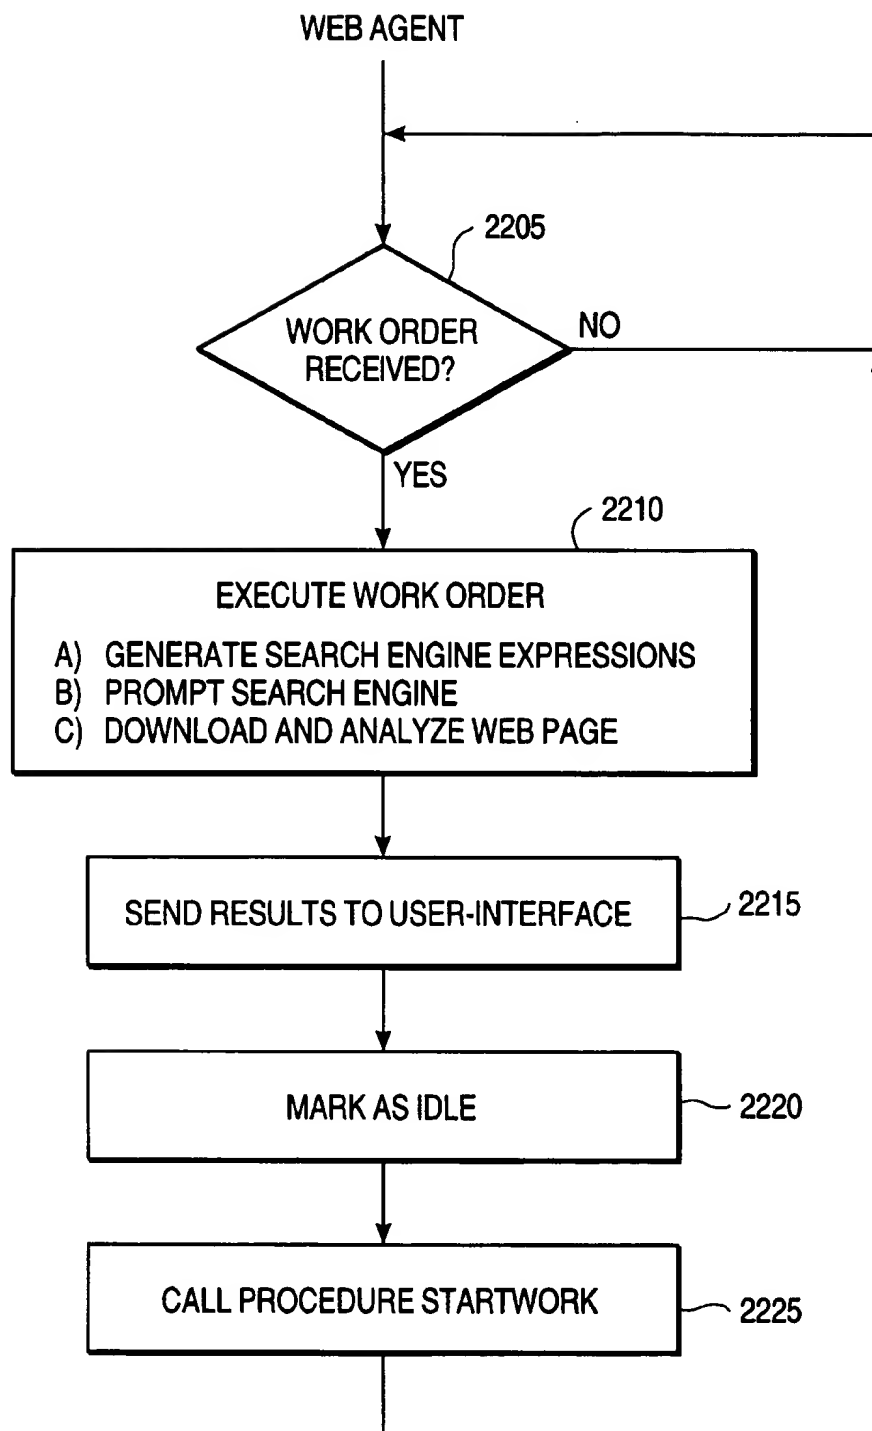 WEB AGENT
2205
WORK ORDER
RECEIVED?
NO
YES
2210
EXECUTE WORK ORDER
A) GENERATE SEARCH ENGINE EXPRESSIONS
B) PROMPT SEARCH ENGINE
C) DOWNLOAD AND ANALYZE WEB PAGE
SEND RESULTS TO USER-INTERFACE
2215
MARK AS IDLE
2220
CALL PROCEDURE STARTWORK
2225